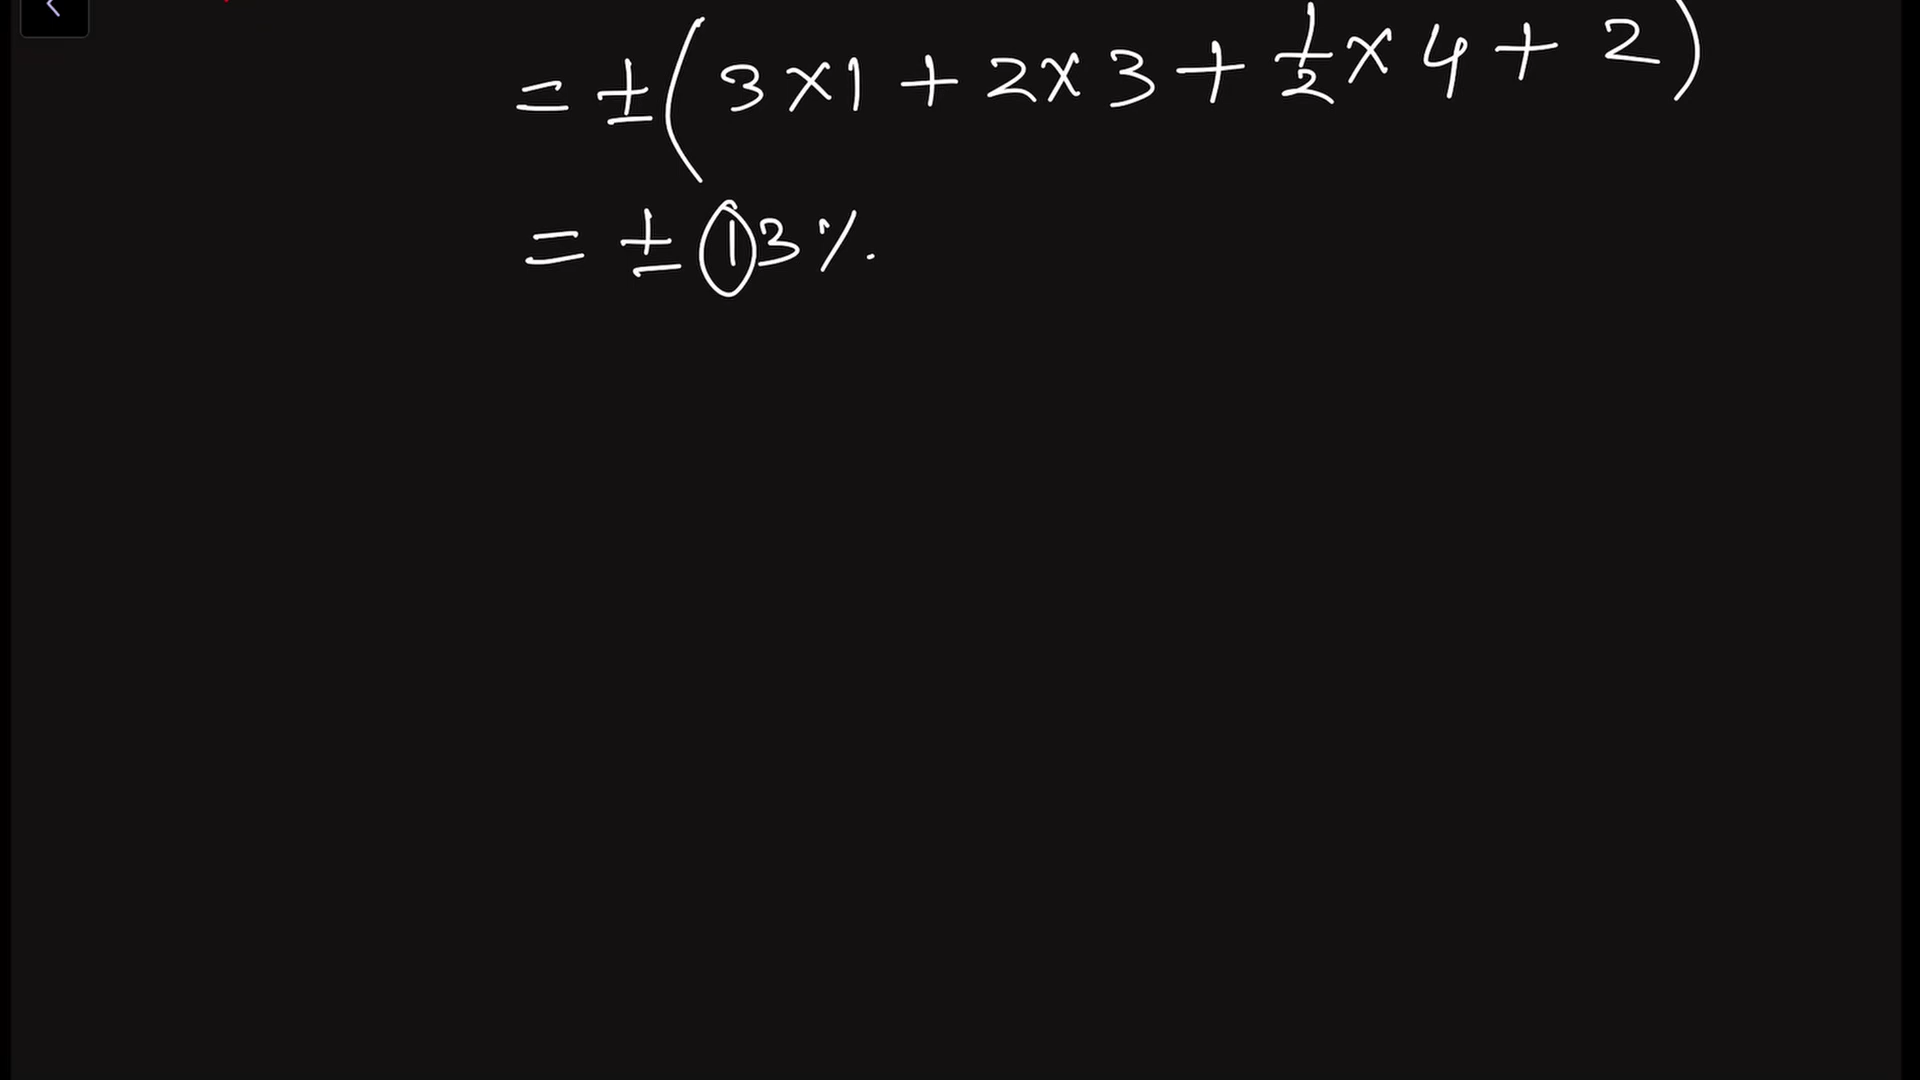 = ± ( 3 × 1 + 2 × 3 + 1/2 × 4 + 2 )
= ± 13 %.